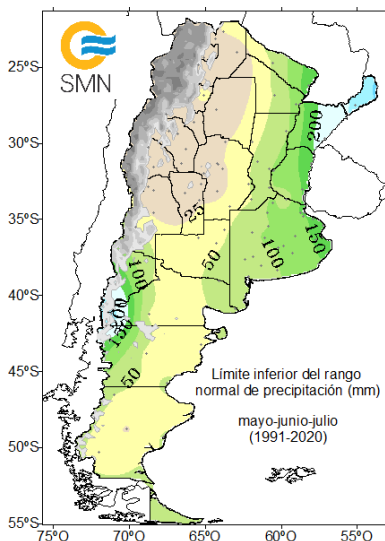 SMN
25°S
30°S
35°S
40°S
45°S
50°S
55°S
200
25
150
100
50
100
200
150
50
Límite inferior del rango
normal de precipitación (mm)
mayo-junio-julio
(1991-2020)
75°O 70°O 65°O 60°O 55°O